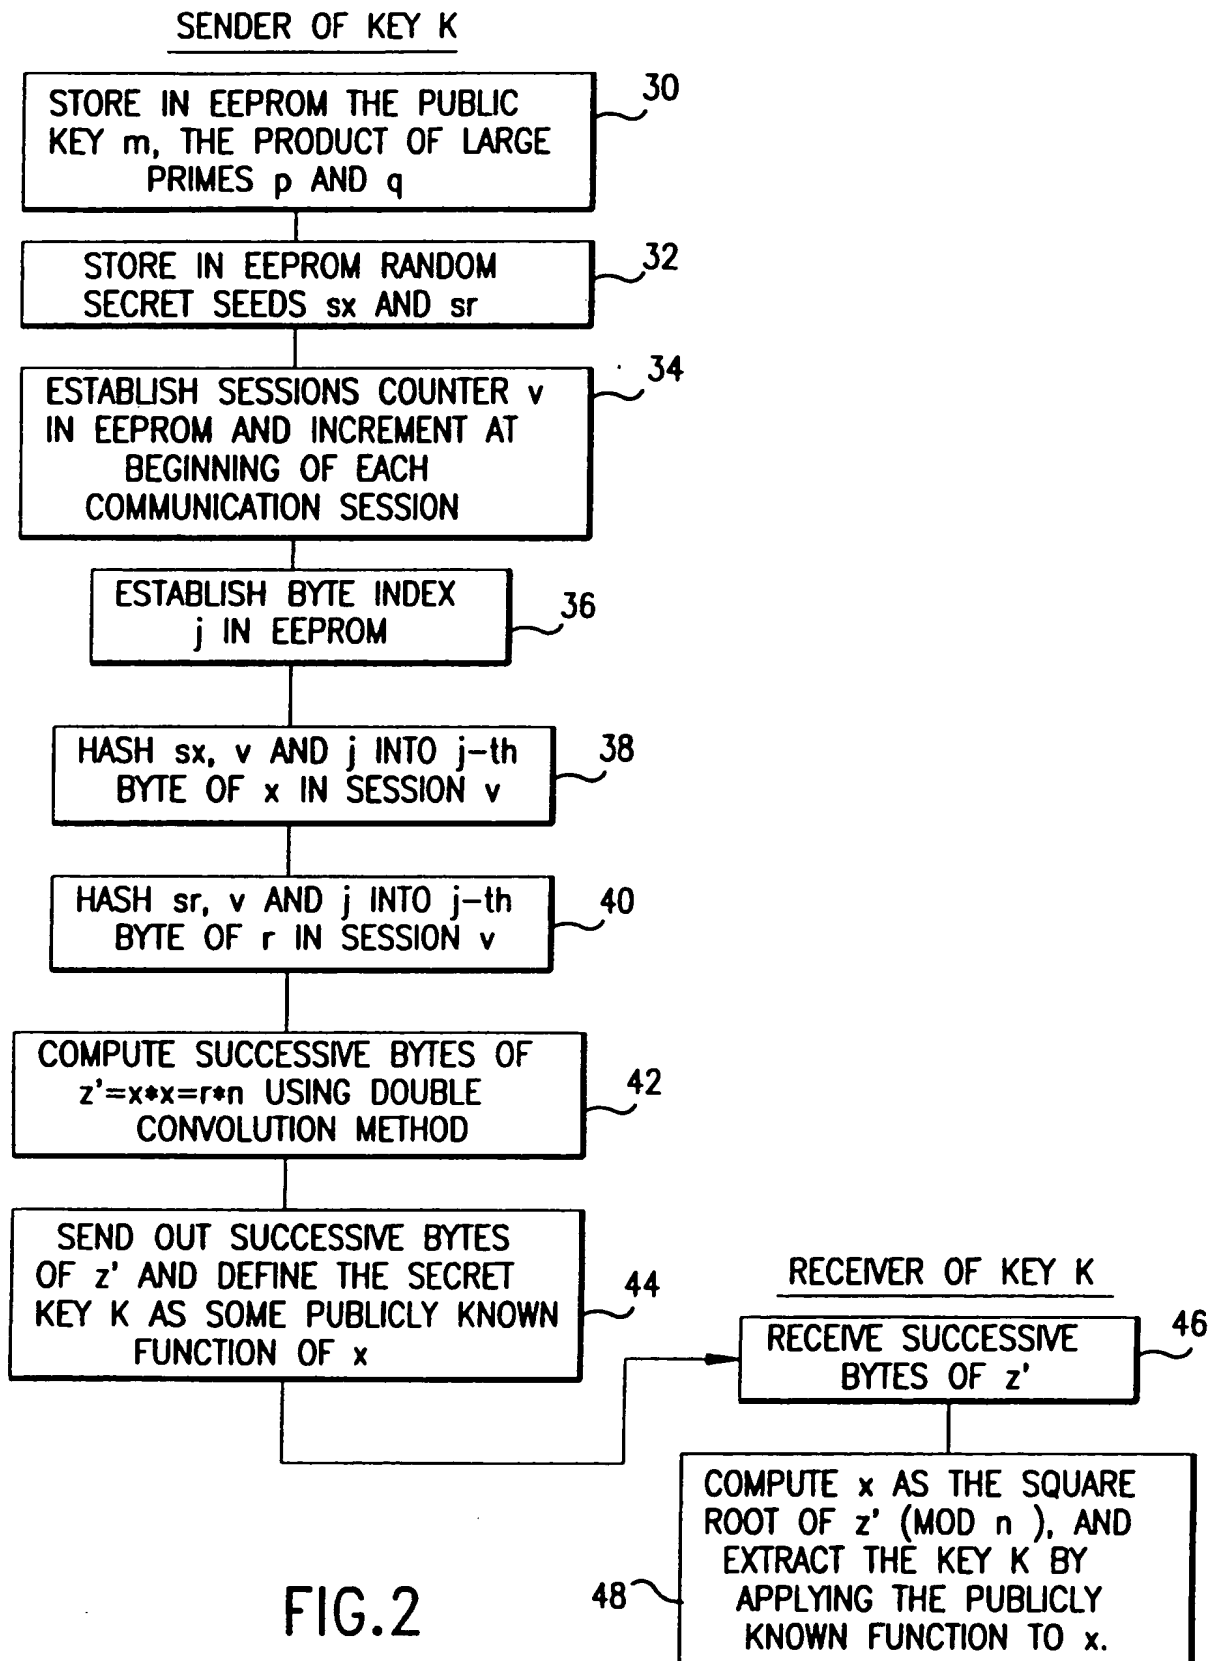 SENDER OF KEY K
STORE IN EEPROM THE PUBLIC
KEY m, THE PRODUCT OF LARGE
PRIMES p AND q
30
STORE IN EEPROM RANDOM
SECRET SEEDS sx AND sr
32
ESTABLISH SESSIONS COUNTER v
IN EEPROM AND INCREMENT AT
BEGINNING OF EACH
COMMUNICATION SESSION
34
ESTABLISH BYTE INDEX
j IN EEPROM
36
HASH sx, v AND j INTO j-th
BYTE OF x IN SESSION v
38
HASH sr, v AND j INTO j-th
BYTE OF r IN SESSION v
40
COMPUTE SUCCESSIVE BYTES OF
z'=x*x=r*n USING DOUBLE
CONVOLUTION METHOD
42
SEND OUT SUCCESSIVE BYTES
OF z' AND DEFINE THE SECRET
KEY K AS SOME PUBLICLY KNOWN
FUNCTION OF x
44
RECEIVER OF KEY K
RECEIVE SUCCESSIVE
BYTES OF z'
46
COMPUTE x AS THE SQUARE
ROOT OF z' (MOD n ), AND
EXTRACT THE KEY K BY
APPLYING THE PUBLICLY
KNOWN FUNCTION TO x.
48
FIG.2